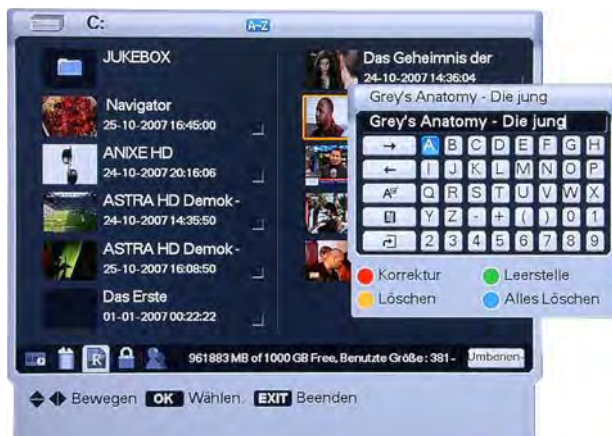 C:
A-Z
JUKEBOX
Navigator
25-10-2007 16:45:00
ANIXE HD
24-10-2007 20:16:06
ASTRA HD Demok-
24-10-2007 14:35:50
ASTRA HD Demok-
25-10-2007 16:08:50
Das Erste
01-01-2007 00:22:22
Das Geheimnis der
24-10-2007 14:36:04
Grey's Anatomy - Die jung
Grey's Anatomy - Die jung
→ A B C D E F G H
← I J K L M N O P
Q R S T U V W X
Y Z - + ( ) 0 1
2 3 4 5 6 7 8 9
Korrektur
Leerstelle
Löschen
Alles Löschen
R
961883 MB of 1000 GB Free, Benutzte Größe: 381-
Umbenen-
Bewegen OK Wählen. EXIT Beenden